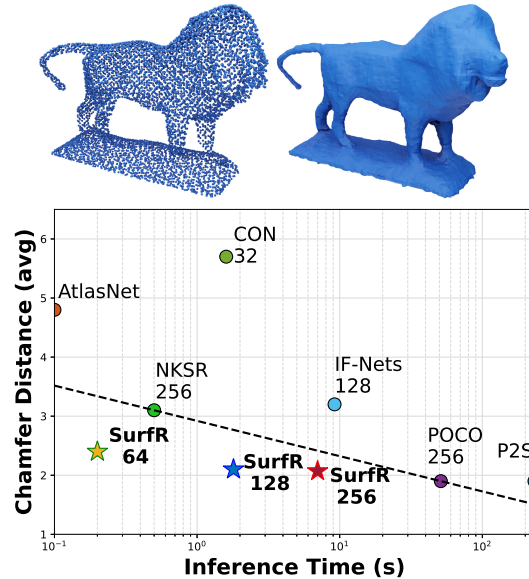 CON
32
AtlasNet
NKSR
256
IF-Nets
128
SurfR
64
SurfR
128
SurfR
256
POCO
256
P2S
6
5
4
3
2
1
10⁻¹
10⁰
10¹
10²
Chamfer Distance (avg)
Inference Time (s)